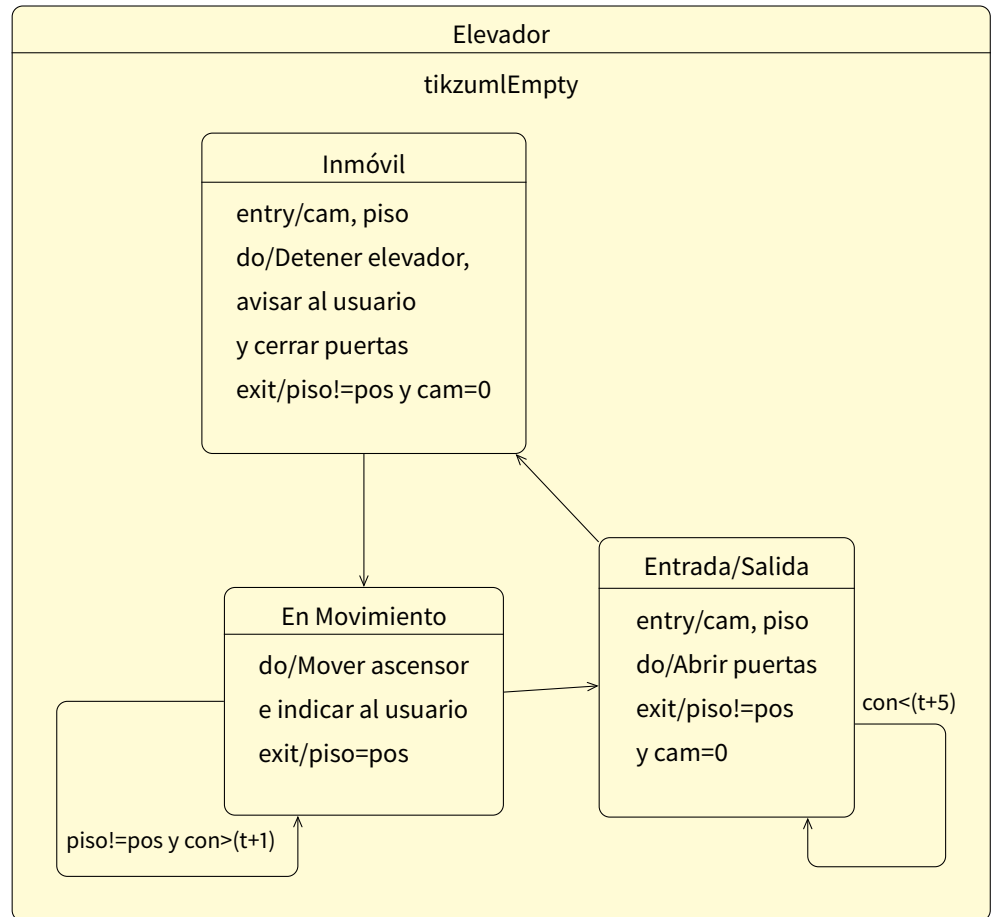 Elevador
tikzumlEmpty
Inmóvil
entry/cam, piso
do/Detener elevador,
avisar al usuario
y cerrar puertas
exit/piso!=pos y cam=0
En Movimiento
do/Mover ascensor
e indicar al usuario
exit/piso=pos
piso!=pos y con>(t+1)
Entrada/Salida
entry/cam, piso
do/Abrir puertas
exit/piso!=pos
y cam=0
con<(t+5)